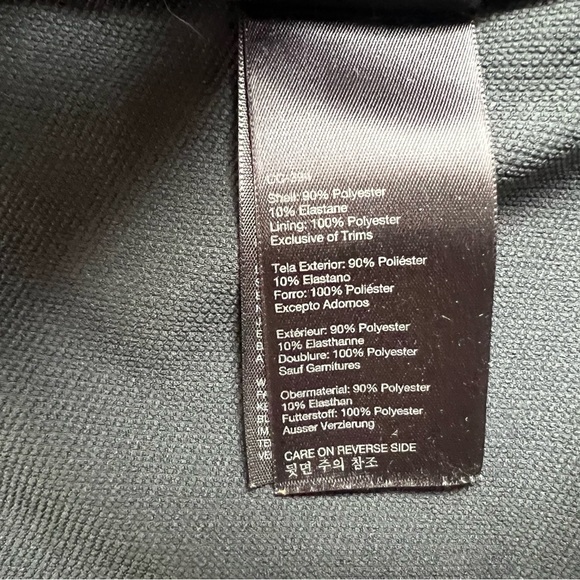 Shell: 90% Polyester
10% Elastane
Lining: 100% Polyester
Exclusive of Trims
Tela Exterior: 90% Poliéster
10% Elastano
Forro: 100% Poliéster
Excepto Adornos
Extérieur: 90% Polyester
10% Elasthanne
Doublure: 100% Polyester
Sauf Garnitures
Obermaterial: 90% Polyester
10% Elasthan
Futterstoff: 100% Polyester
Ausser Verzierung
CARE ON REVERSE SIDE
뒷면 주의 참조